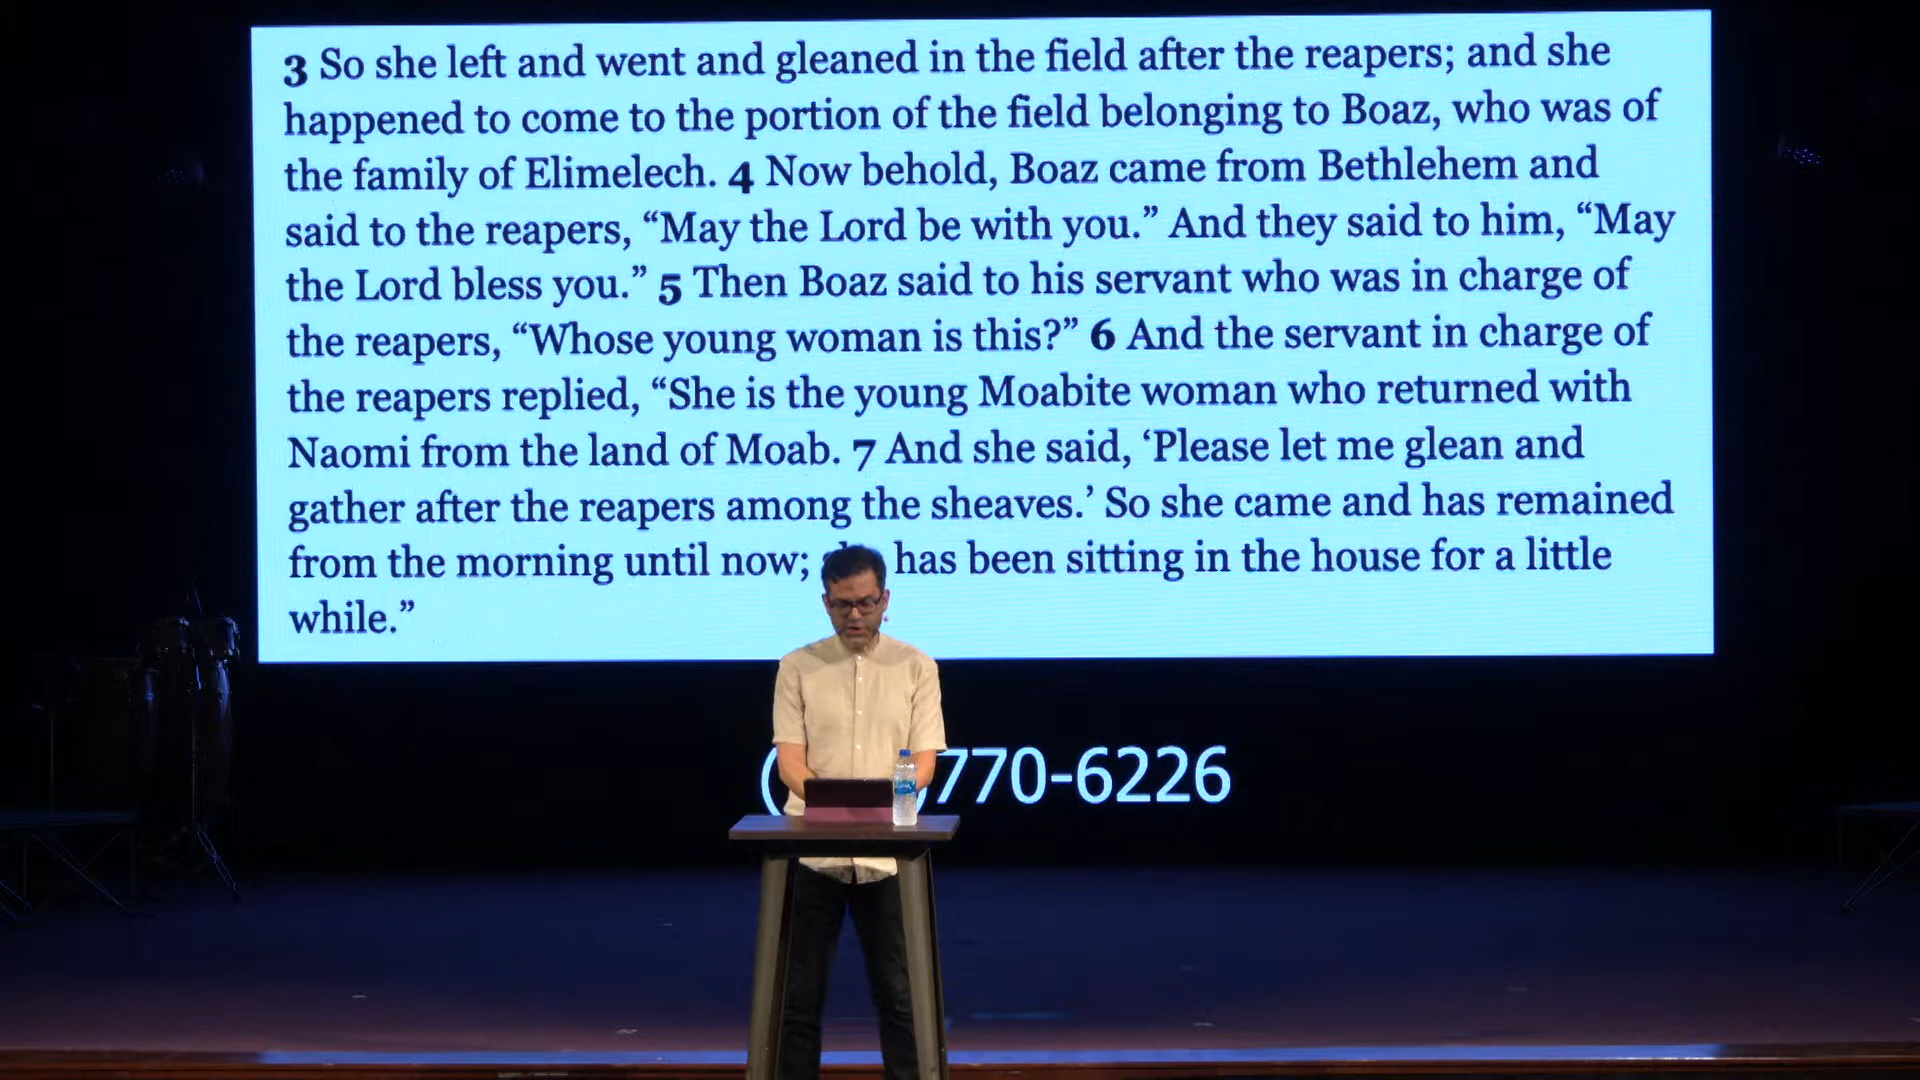 3 So she left and went and gleaned in the field after the reapers; and she
happened to come to the portion of the field belonging to Boaz, who was of
the family of Elimelech. 4 Now behold, Boaz came from Bethlehem and
said to the reapers, “May the Lord be with you.” And they said to him, “May
the Lord bless you.” 5 Then Boaz said to his servant who was in charge of
the reapers, “Whose young woman is this?” 6 And the servant in charge of
the reapers replied, “She is the young Moabite woman who returned with
Naomi from the land of Moab. 7 And she said, ‘Please let me glean and
gather after the reapers among the sheaves.’ So she came and has remained
from the morning until now; has been sitting in the house for a little
while.”
( )770-6226